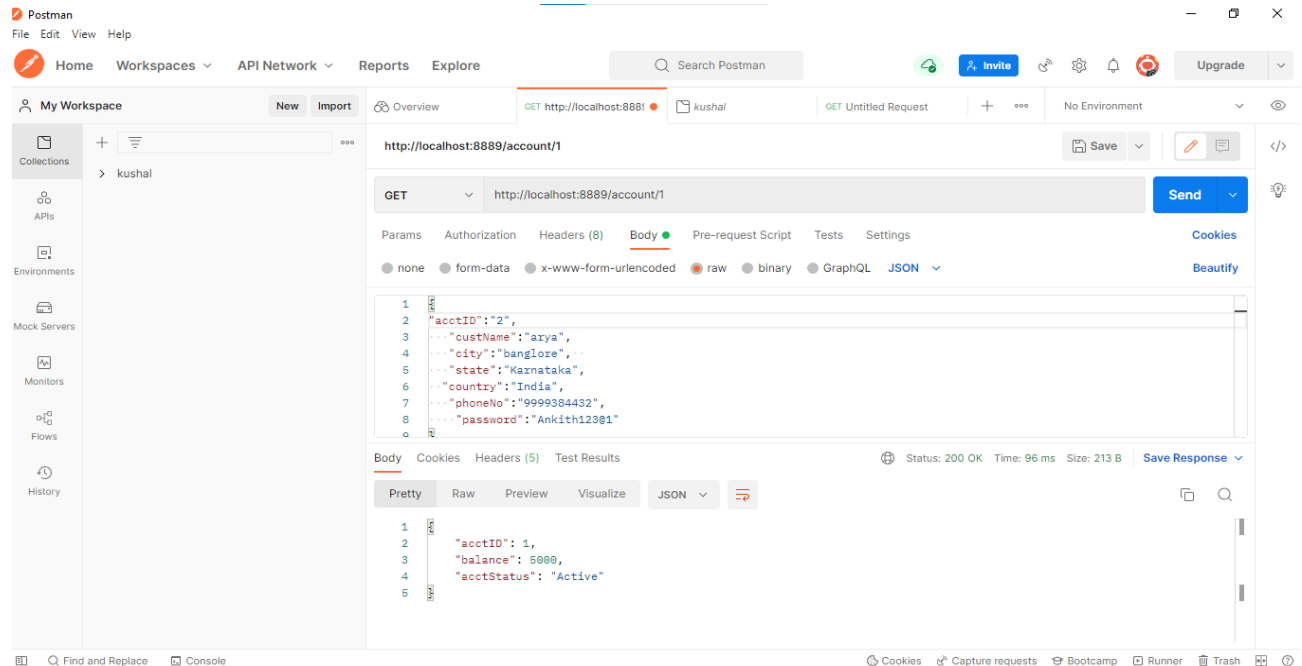 Postman
File Edit View Help
Home Workspaces API Network Reports Explore Search Postman Invite Upgrade
My Workspace New Import Overview GET http://localhost:888 kushal GET Untitled Request No Environment
Collections
kushal
APIs
Environments
Mock Servers
Monitors
Flows
History
http://localhost:8889/account/1 Save
GET http://localhost:8889/account/1 Send
Params Authorization Headers (8) Body Pre-request Script Tests Settings Cookies
none form-data x-www-form-urlencoded raw binary GraphQL JSON Beautify
1 {
2 "acctID":"2",
3 "custName":"arya",
4 "city":"banglore",
5 "state":"Karnataka",
6 "country":"India",
7 "phoneNo":"9999384432",
8 "password":"Ankith123@1"
9 }
Body Cookies Headers (5) Test Results Status: 200 OK Time: 96 ms Size: 213 B Save Response
Pretty Raw Preview Visualize JSON
1 {
2 "acctID": 1,
3 "balance": 5000,
4 "acctStatus": "Active"
5 }
Find and Replace Console Cookies Capture requests Bootcamp Runner Trash